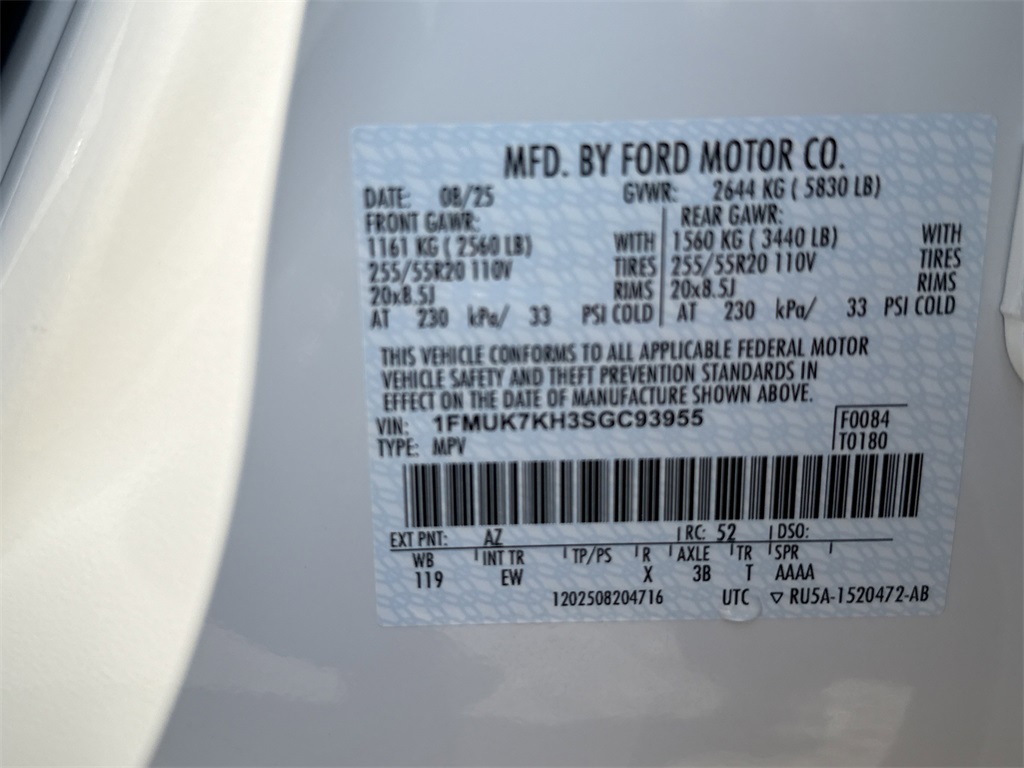 MFD. BY FORD MOTOR CO.
DATE: 08/25 GVWR: 2644 KG ( 5830 LB)
FRONT GAWR: REAR GAWR:
1161 KG ( 2560 LB) WITH 1560 KG ( 3440 LB) WITH
255/55R20 110V TIRES 255/55R20 110V TIRES
20x8.5J RIMS 20x8.5J RIMS
AT 230 kPa/ 33 PSI COLD AT 230 kPa/ 33 PSI COLD
THIS VEHICLE CONFORMS TO ALL APPLICABLE FEDERAL MOTOR
VEHICLE SAFETY AND THEFT PREVENTION STANDARDS IN
EFFECT ON THE DATE OF MANUFACTURE SHOWN ABOVE.
VIN: 1FMUK7KH3SGC93955 F0084
TYPE: MPV T0180
EXT PNT: AZ RC: 52 DSO:
WB INT TR TP/PS R AXLE TR SPR
119 EW X 3B T AAAA
1202508204716 UTC ▽ RU5A-1520472-AB